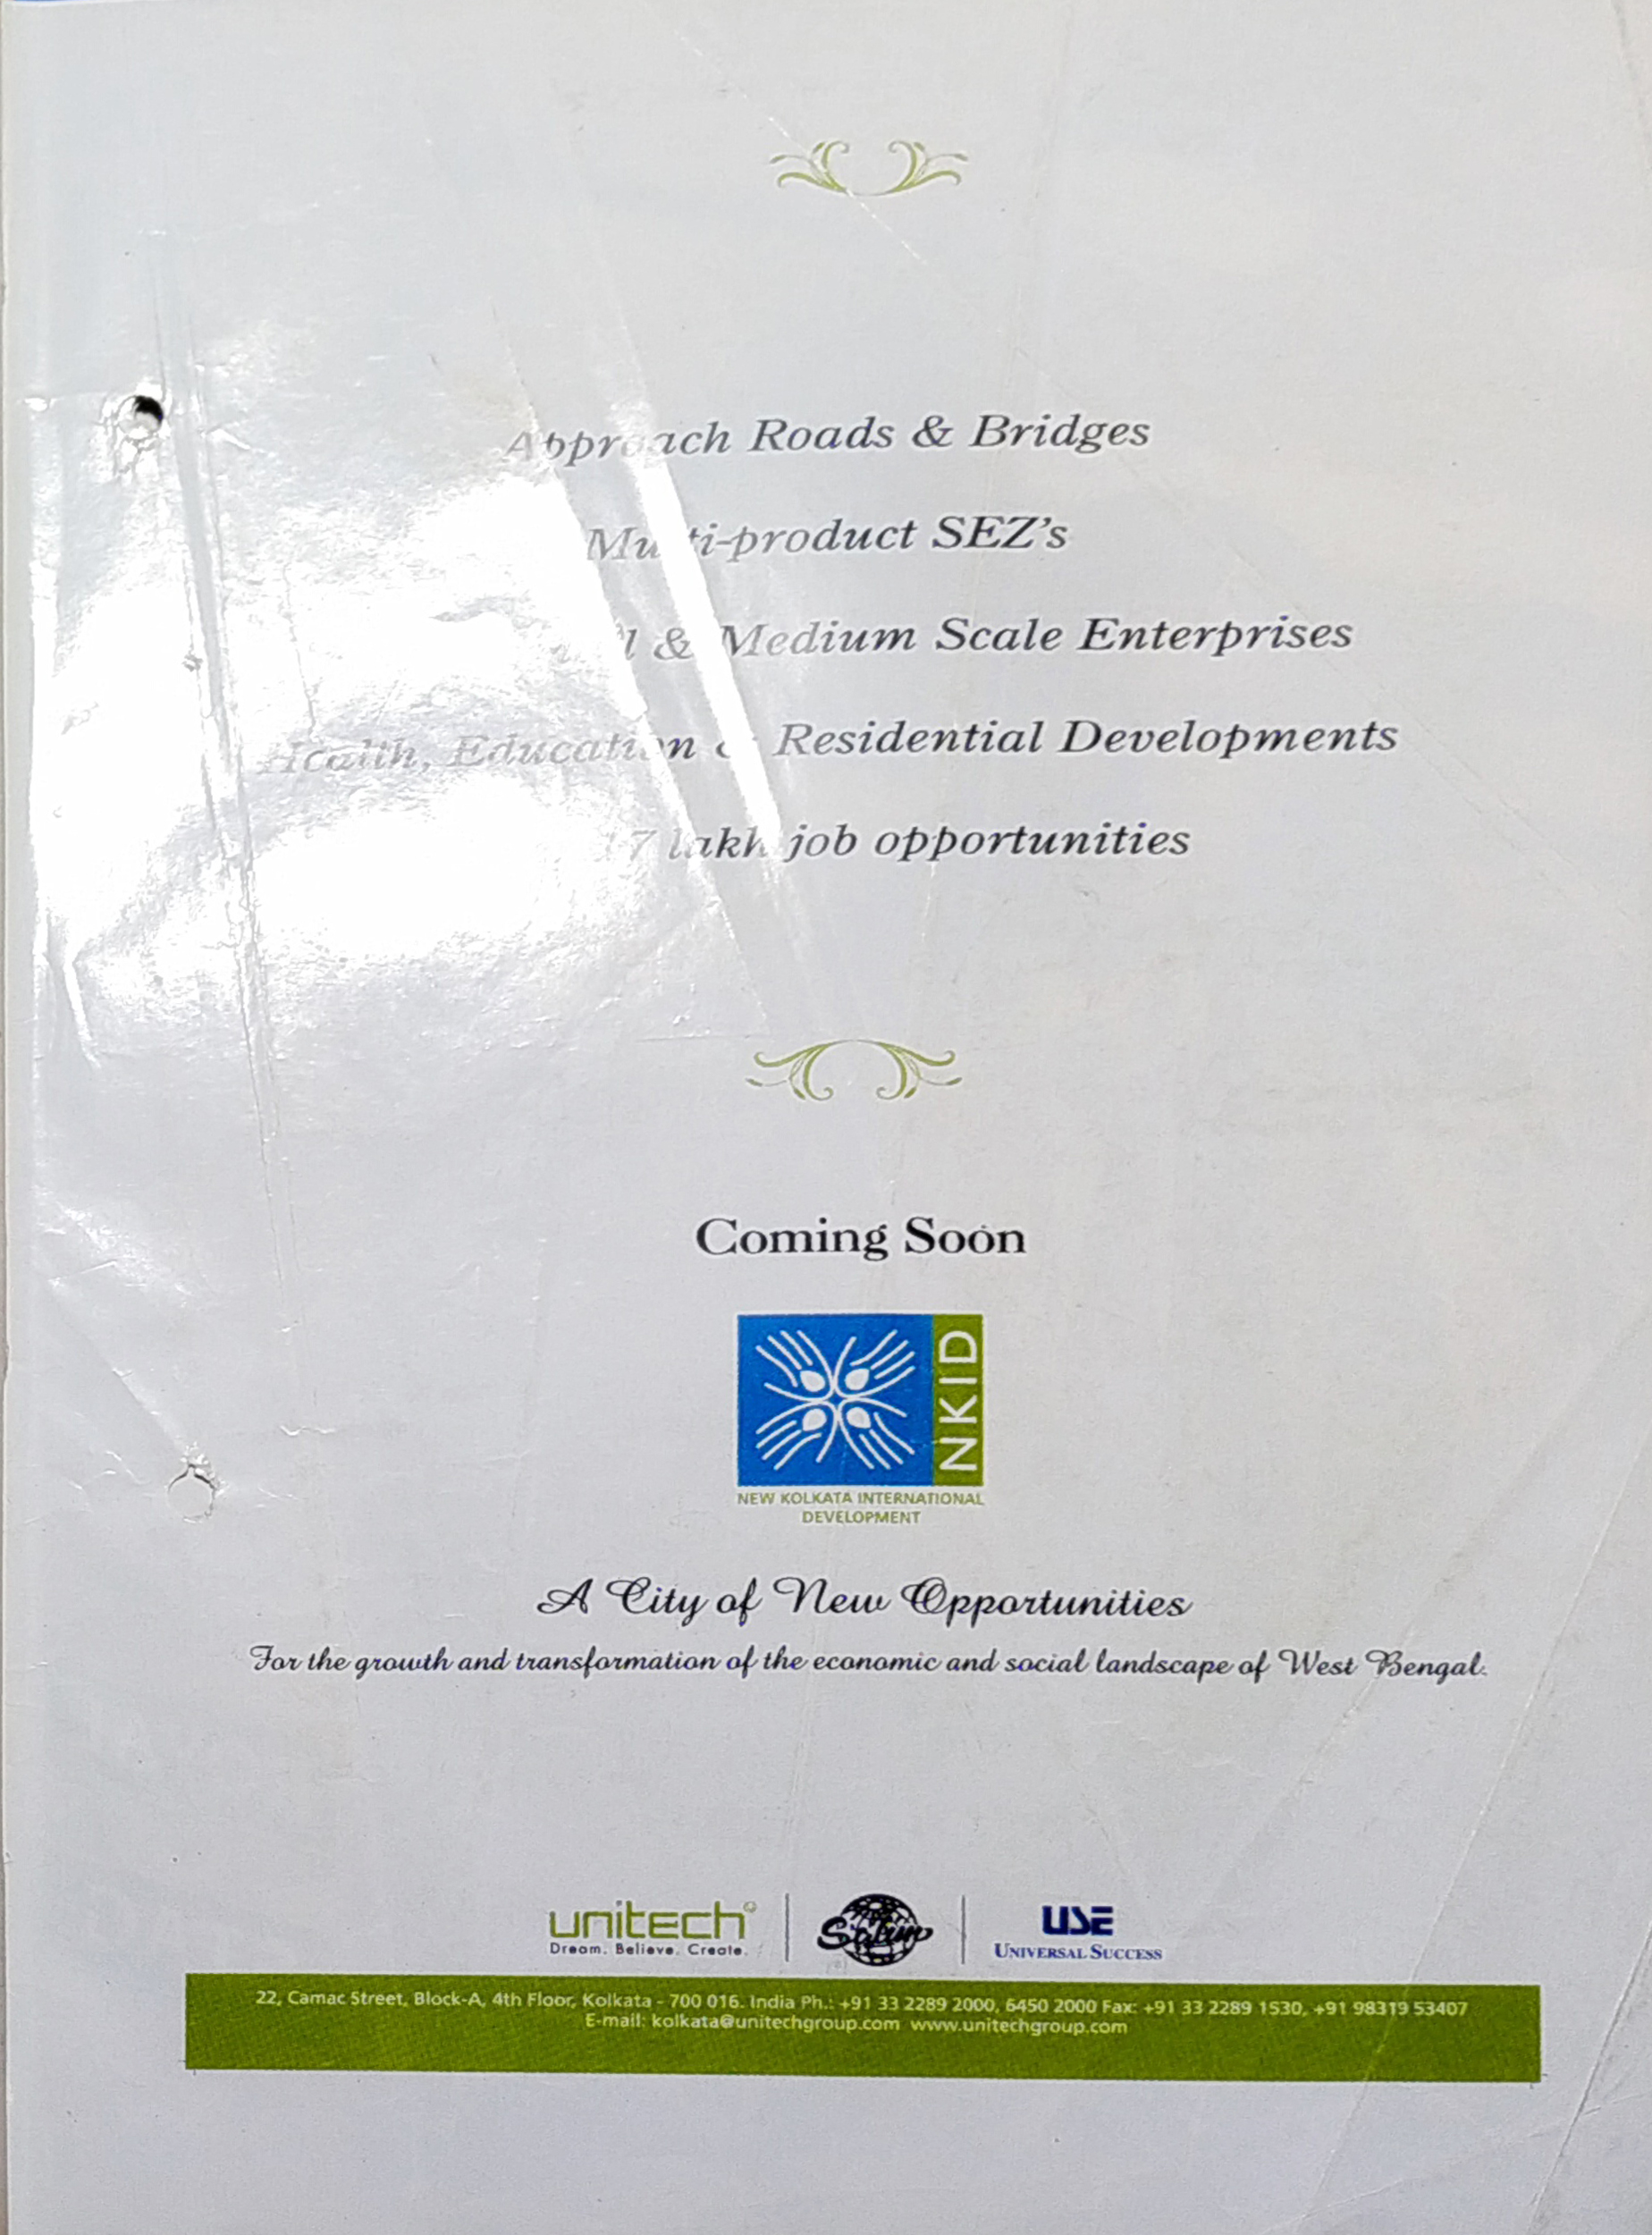 Approach Roads & Bridges
Multi-product SEZ's
& Medium Scale Enterprises
Health, Education & Residential Developments
lakh job opportunities
Coming Soon
NKID
NEW KOLKATA INTERNATIONAL
DEVELOPMENT
A City of New Opportunities
For the growth and transformation of the economic and social landscape of West Bengal.
unitech
Dream. Believe. Create.
Salim
USE
UNIVERSAL SUCCESS
22, Camac Street, Block-A, 4th Floor, Kolkata - 700 016. India Ph.: +91 33 2289 2000, 6450 2000 Fax: +91 33 2289 1530, +91 98319 53407
E-mail: kolkata@unitechgroup.com www.unitechgroup.com